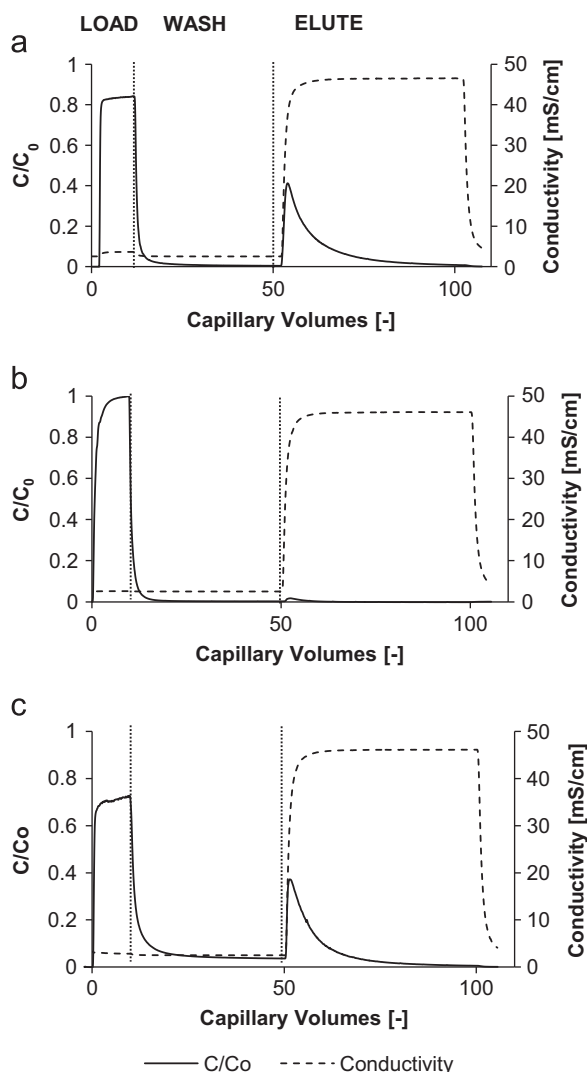 LOAD WASH ELUTE
a
1 50
0.8 40
0.6 30
0.4 20
0.2 10
0 0
0 50 100
C/C₀
Conductivity [mS/cm]
Capillary Volumes [-]
b
1 50
0.8 40
0.6 30
0.4 20
0.2 10
0 0
0 50 100
C/C₀
Conductivity [mS/cm]
Capillary Volumes [-]
c
1 50
0.8 40
0.6 30
0.4 20
0.2 10
0 0
0 50 100
C/Co
Conductivity [mS/cm]
Capillary Volumes [-]
C/Co Conductivity